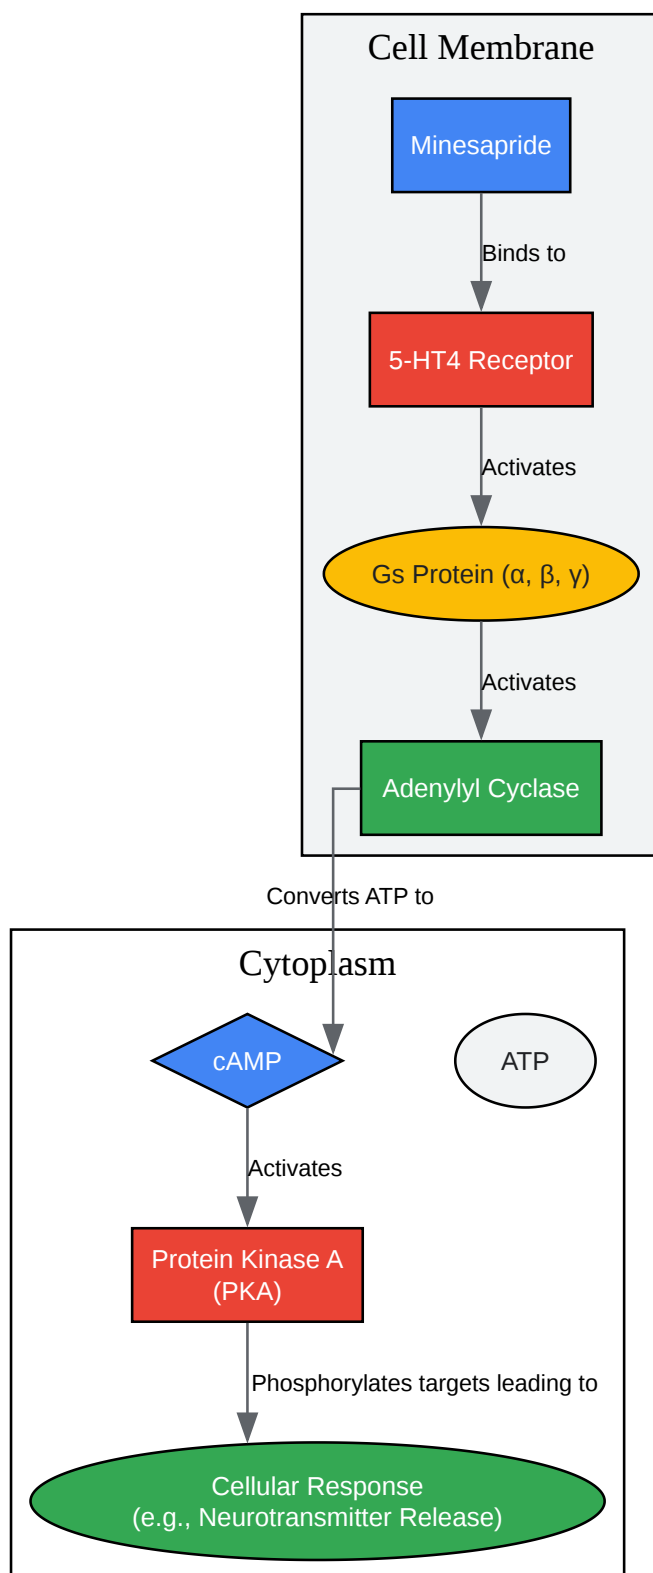 Cell Membrane
Minesapride
Binds to
5-HT4 Receptor
Activates
Gs Protein (α, β, γ)
Activates
Adenylyl Cyclase
Converts ATP to
Cytoplasm
cAMP
ATP
Activates
Protein Kinase A
(PKA)
Phosphorylates targets leading to
Cellular Response
(e.g., Neurotransmitter Release)